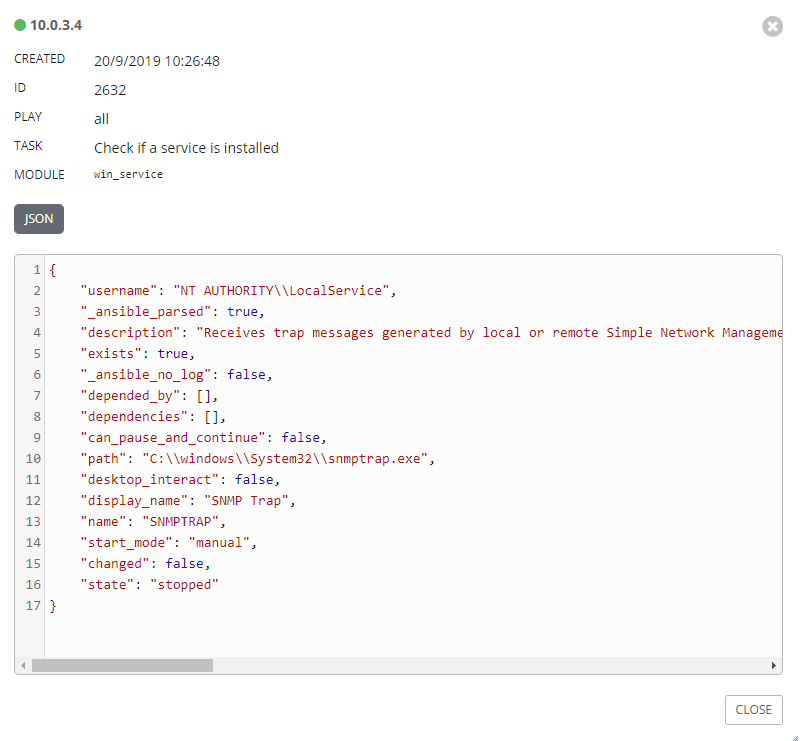 10.0.3.4
CREATED 20/9/2019 10:26:48
ID 2632
PLAY all
TASK Check if a service is installed
MODULE win_service
JSON
1 {
2 "username": "NT AUTHORITY\\LocalService",
3 "_ansible_parsed": true,
4 "description": "Receives trap messages generated by local or remote Simple Network Manageme
5 "exists": true,
6 "_ansible_no_log": false,
7 "depended_by": [],
8 "dependencies": [],
9 "can_pause_and_continue": false,
10 "path": "C:\\windows\\System32\\snmptrap.exe",
11 "desktop_interact": false,
12 "display_name": "SNMP Trap",
13 "name": "SNMPTRAP",
14 "start_mode": "manual",
15 "changed": false,
16 "state": "stopped"
17 }
CLOSE